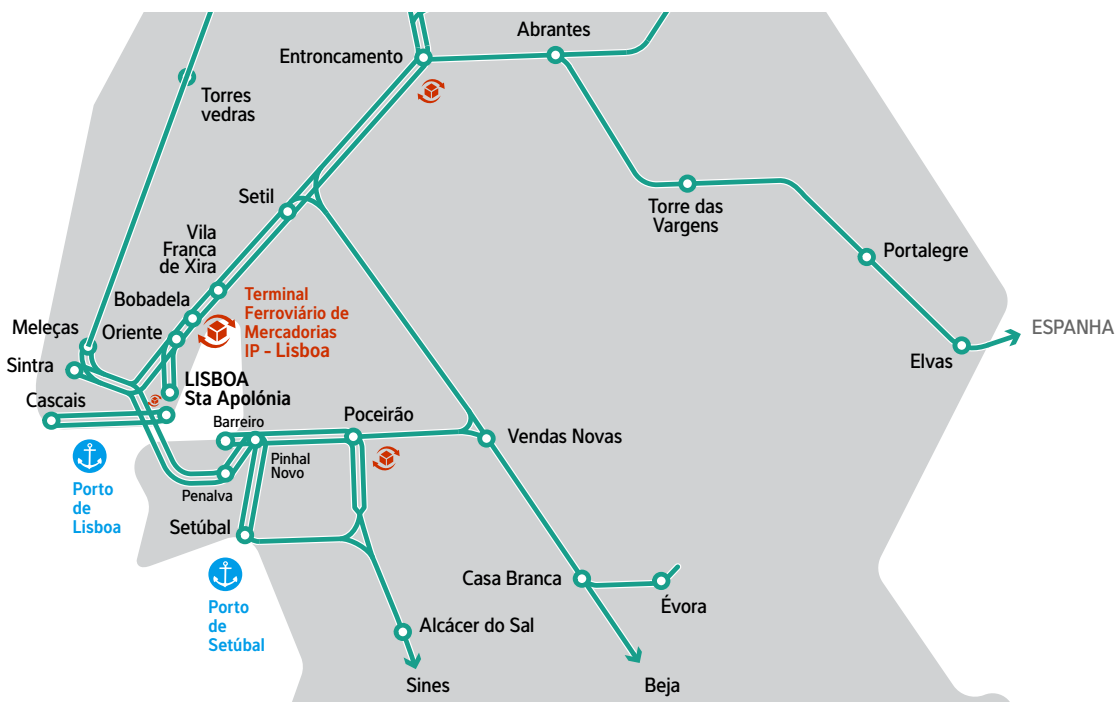 Abrantes
Entroncamento
Torres
vedras
Setil
Torre das
Vargens
Vila
Franca
de Xira
Portalegre
Bobadela
Terminal
Ferroviário de
Mercadorias
IP - Lisboa
Meleças
Oriente
ESPANHA
Sintra
Elvas
LISBOA
Sta Apolónia
Cascais
Barreiro
Poceirão
Vendas Novas
Pinhal
Novo
Porto
de
Lisboa
Penalva
Setúbal
Casa Branca
Évora
Porto
de
Setúbal
Alcácer do Sal
Sines
Beja